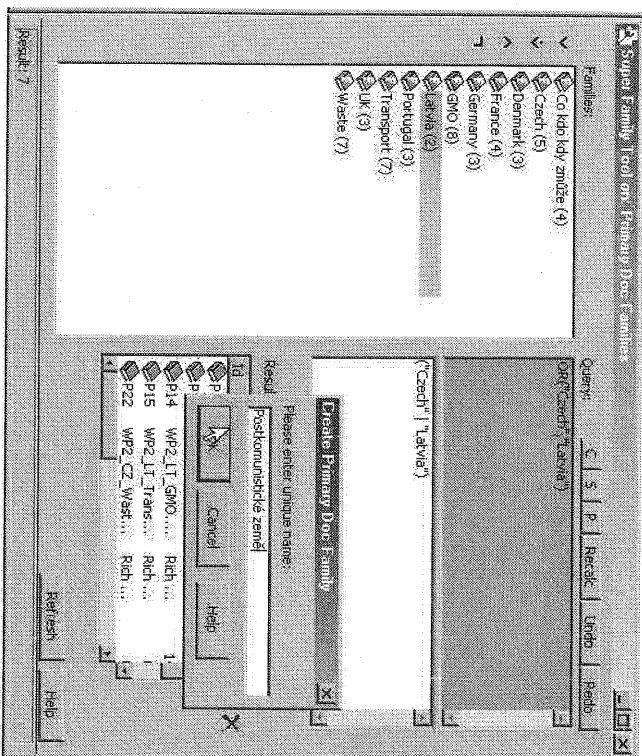 Super Family Tool on: Primary Doc Families
Families:
Co kdo kdy zmůže (4)
Czech (5)
Denmark (3)
France (4)
Germany (3)
GMO (8)
Latvia (2)
Portugal (3)
Transport (7)
UK (3)
Waste (7)
Query: C S P Recalc Undo Redo
OR("Czech","Latvia")
("Czech" | "Latvia")
Create Primary Doc Family
Please enter unique name:
Postkomunistické země
OK Cancel Help
Resul
Id
P
P
P14 WP2_LT_GMO.... Rich ...
P15 WP2_LT_Trans... Rich ...
P22 WP2_CZ_Wast... Rich ...
Refresh Help
Result: 7